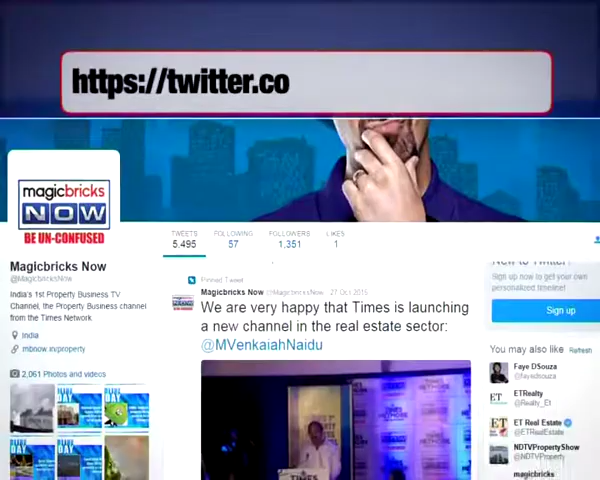 https://twitter.co
magicbricks
NOW
BE UN-CONFUSED
TWEETS
5,495
FOLLOWING
57
FOLLOWERS
1,351
LIKES
1
Magicbricks Now
@MagicbricksNow
India's 1st Property Business TV
Channel, the Property Business channel
from the Times Network
India
mbnow.in/property
2,061 Photos and videos
Pinned Tweet
Magicbricks Now @MagicbricksNow 27 Oct 2015
We are very happy that Times is launching
a new channel in the real estate sector:
@MVenkaiahNaidu
New to Twitter?
Sign up now to get your own
personalized timeline!
Sign up
You may also like Refresh
Faye DSouza
@fayedsouza
ET
ETRealty
@Realty_Et
ET
ET Real Estate
@ETRealEstate
NDTVPropertyShow
@NDTVProperty
magicbricks